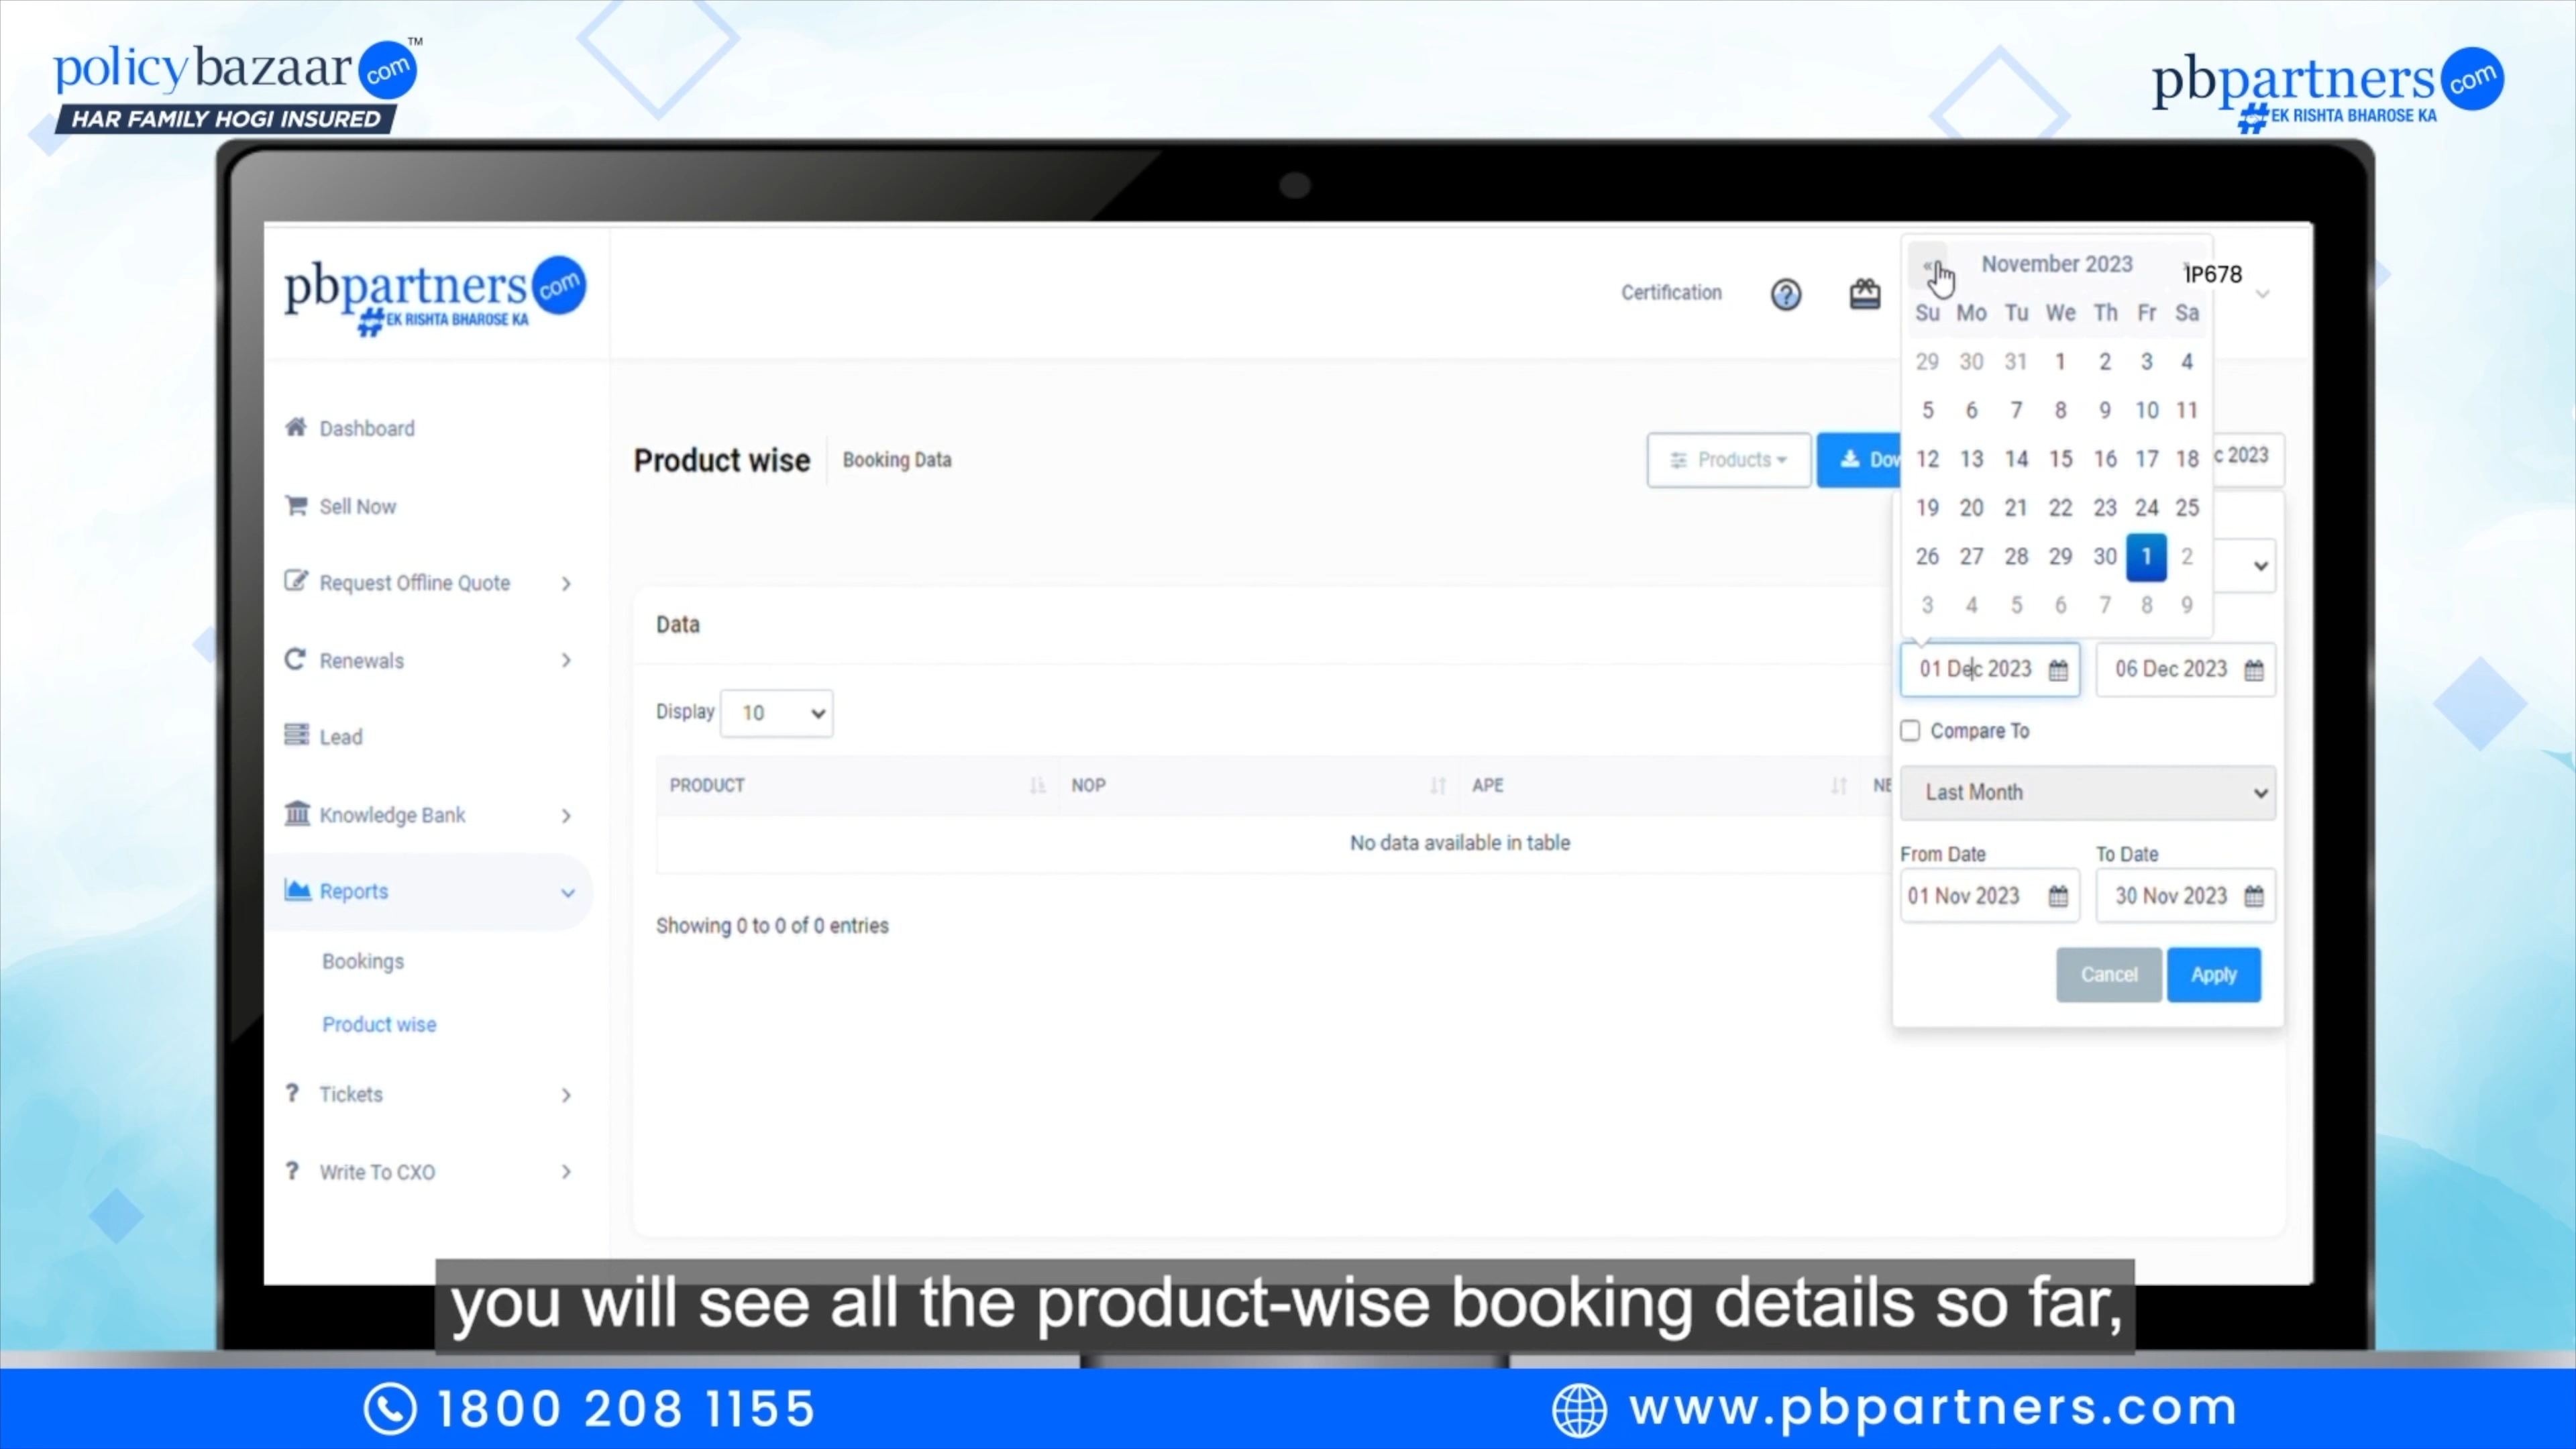 policybazaar com TM
HAR FAMILY HOGI INSURED
pbpartners com
# EK RISHTA BHAROSE KA
pbpartners com
# EK RISHTA BHAROSE KA
Certification
IP678
Dashboard
Sell Now
Request Offline Quote
Renewals
Lead
Knowledge Bank
Reports
Bookings
Product wise
Tickets
Write To CXO
Product wise
Booking Data
Products
2023
November 2023
Su Mo Tu We Th Fr Sa
29 30 31 1 2 3 4
5 6 7 8 9 10 11
12 13 14 15 16 17 18
19 20 21 22 23 24 25
26 27 28 29 30 1 2
3 4 5 6 7 8 9
01 Dec 2023
06 Dec 2023
Compare To
Last Month
From Date To Date
01 Nov 2023
30 Nov 2023
Cancel
Apply
Data
Display 10
PRODUCT NOP APE
No data available in table
Showing 0 to 0 of 0 entries
you will see all the product-wise booking details so far,
1800 208 1155
www.pbpartners.com